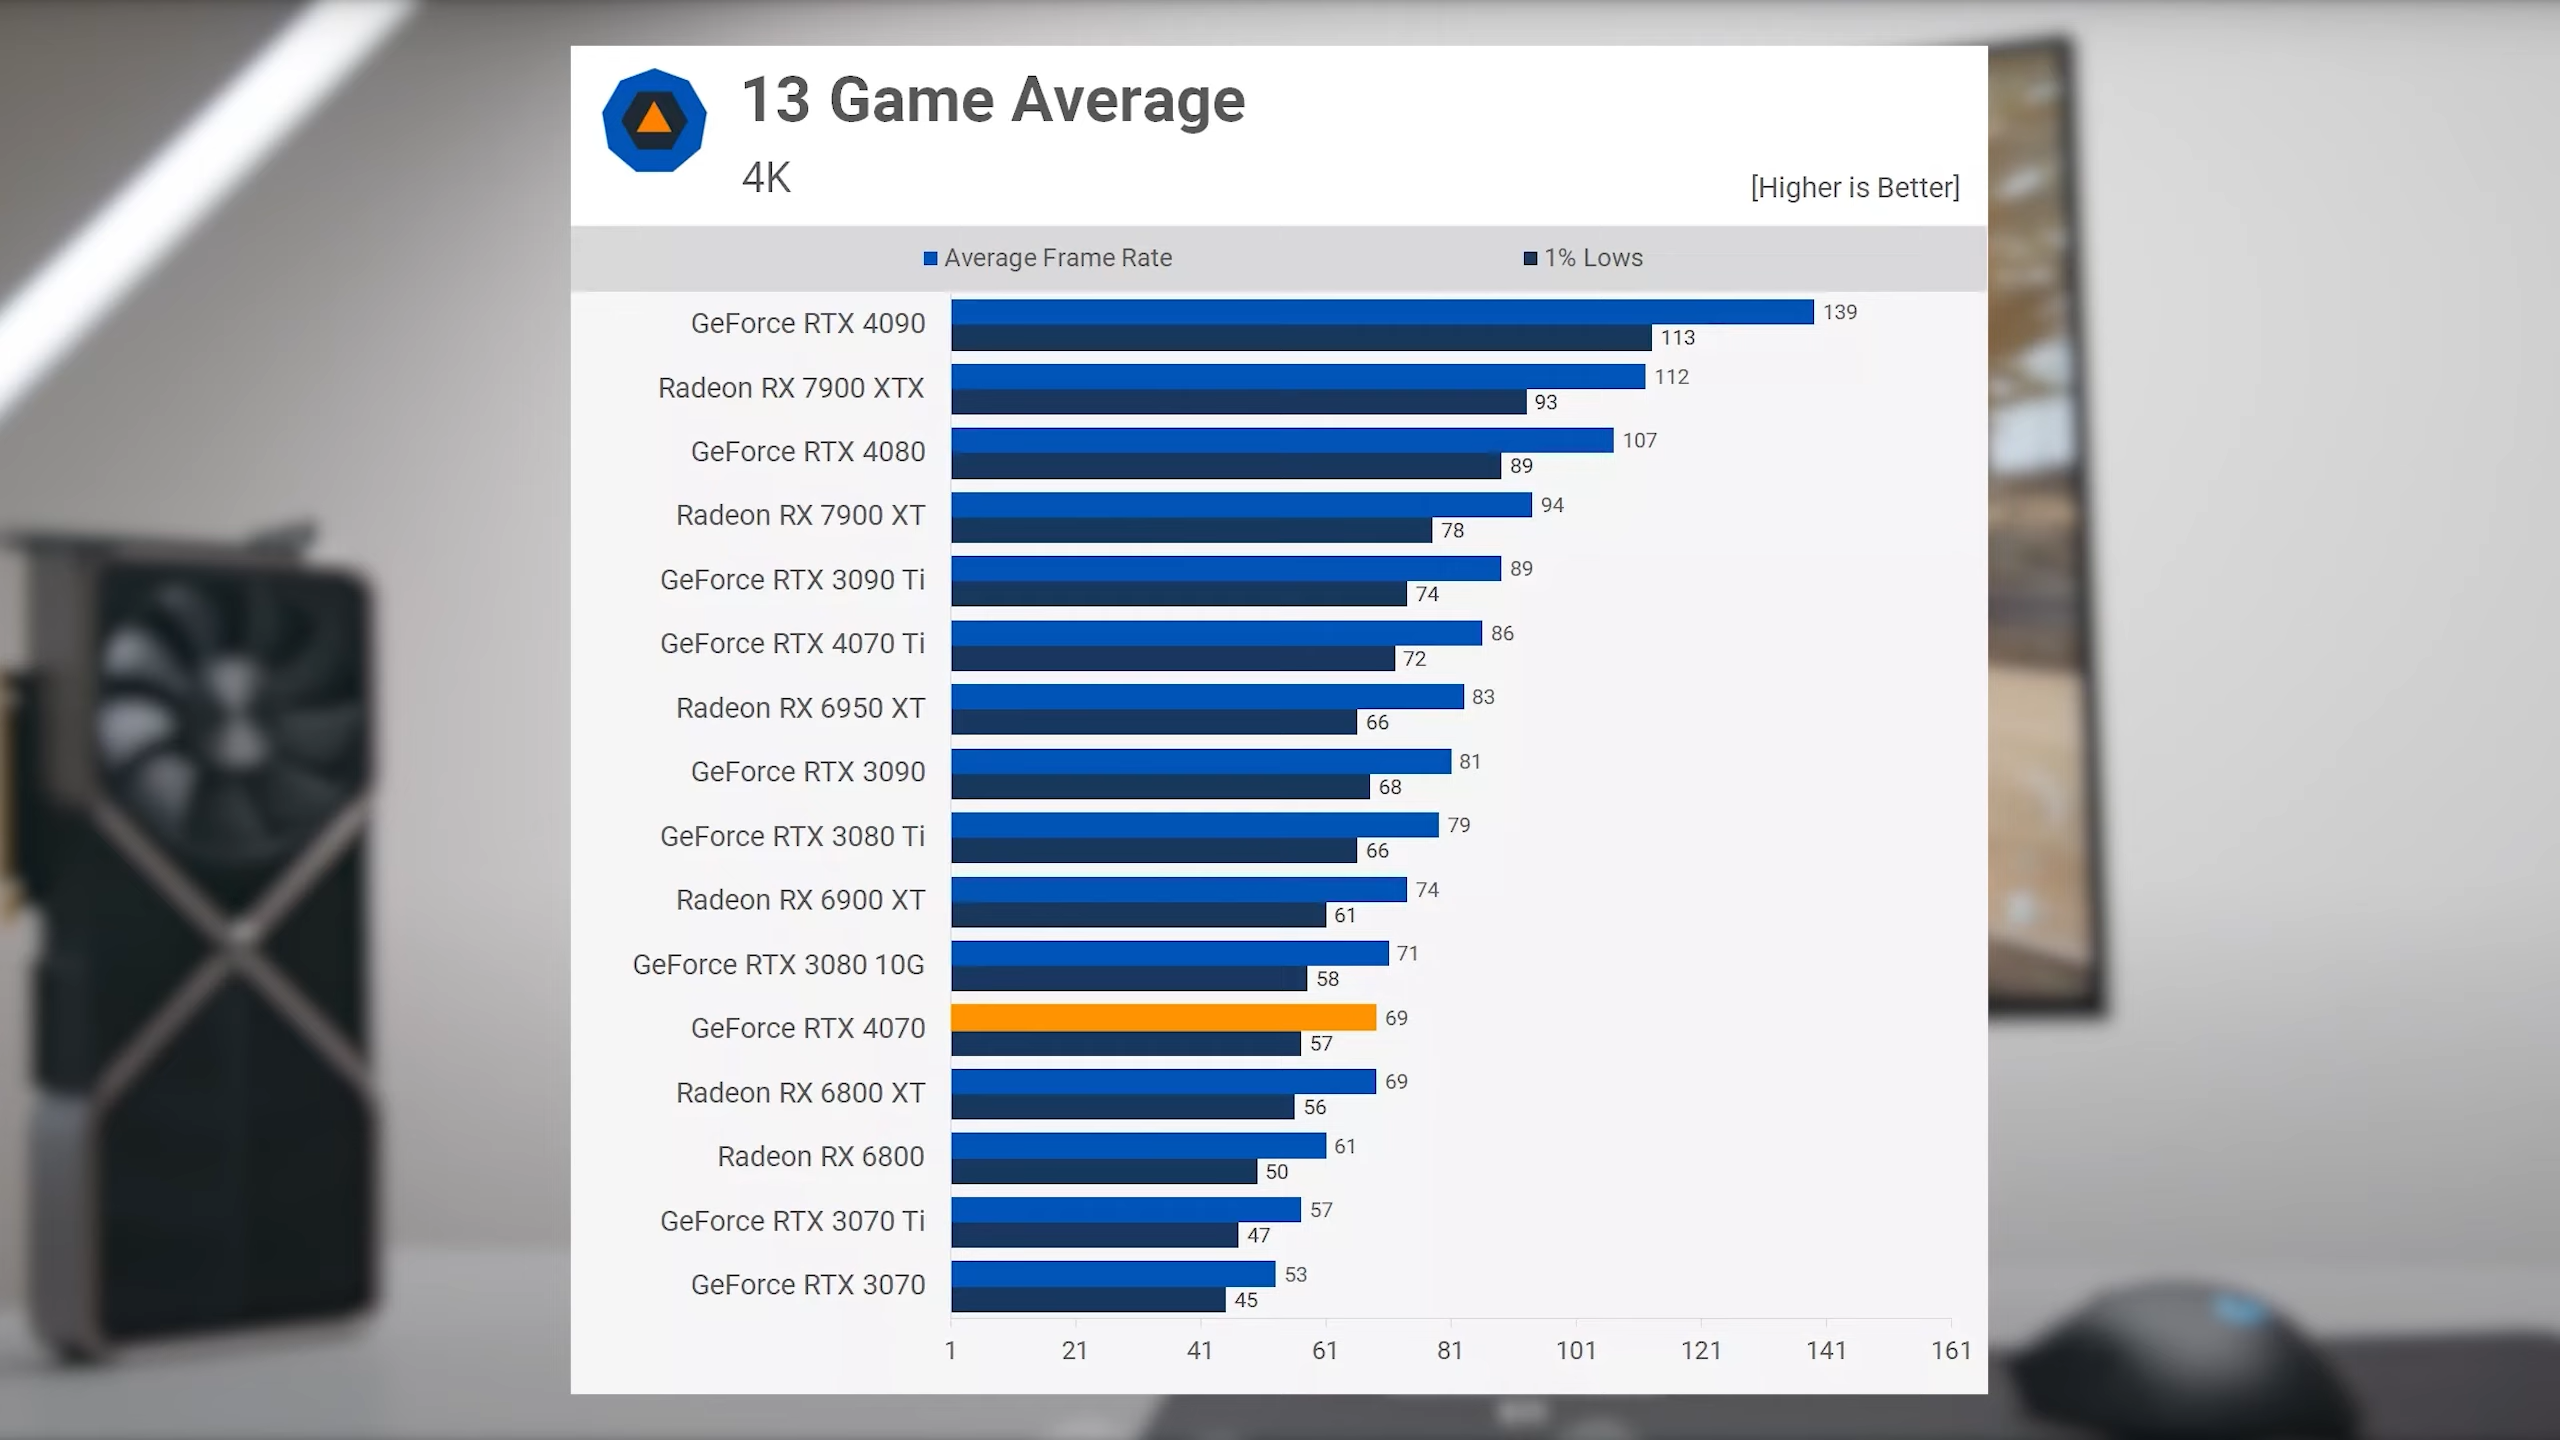 13 Game Average
4K
[Higher is Better]
Average Frame Rate 1% Lows
GeForce RTX 4090 139 113
Radeon RX 7900 XTX 112 93
GeForce RTX 4080 107 89
Radeon RX 7900 XT 94 78
GeForce RTX 3090 Ti 89 74
GeForce RTX 4070 Ti 86 72
Radeon RX 6950 XT 83 66
GeForce RTX 3090 81 68
GeForce RTX 3080 Ti 79 66
Radeon RX 6900 XT 74 61
GeForce RTX 3080 10G 71 58
GeForce RTX 4070 69 57
Radeon RX 6800 XT 69 56
Radeon RX 6800 61 50
GeForce RTX 3070 Ti 57 47
GeForce RTX 3070 53 45
1 21 41 61 81 101 121 141 161